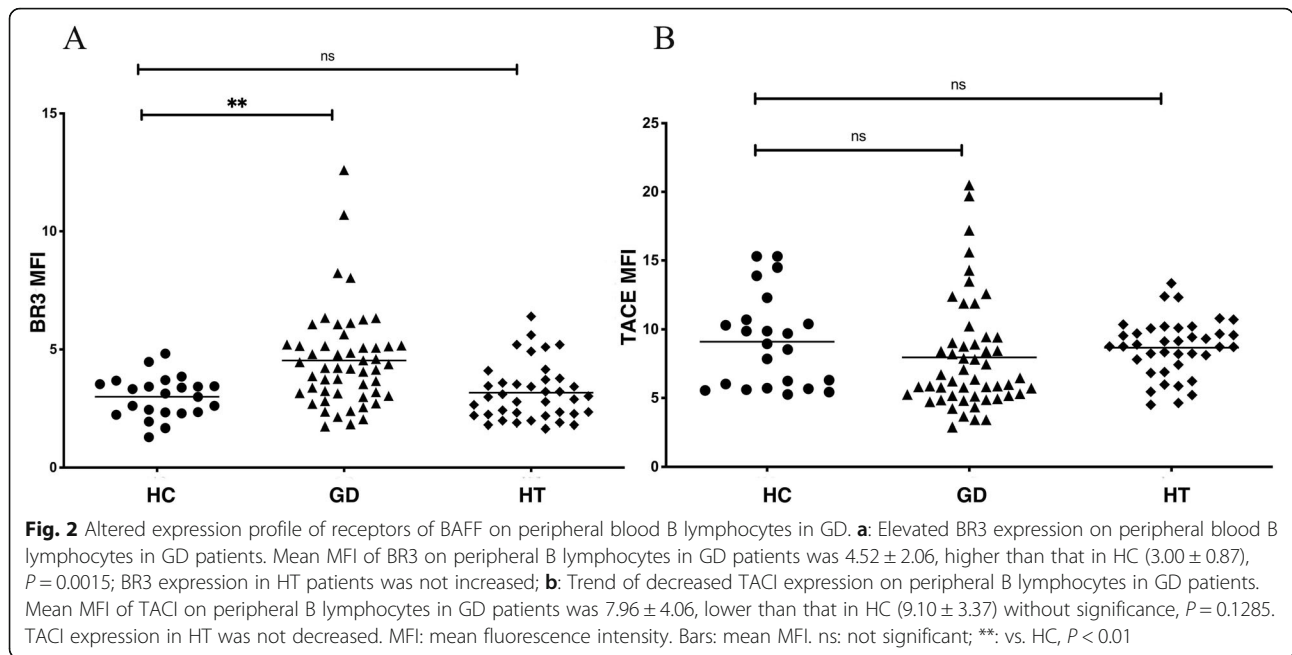 A
B
ns
**
15
10
5
0
BR3 MFI
HC
GD
HT
ns
ns
25
20
15
10
5
0
TACE MFI
HC
GD
HT
Fig. 2 Altered expression profile of receptors of BAFF on peripheral blood B lymphocytes in GD. a: Elevated BR3 expression on peripheral blood B
lymphocytes in GD patients. Mean MFI of BR3 on peripheral B lymphocytes in GD patients was 4.52 ± 2.06, higher than that in HC (3.00 ± 0.87),
P = 0.0015; BR3 expression in HT patients was not increased; b: Trend of decreased TACI expression on peripheral B lymphocytes in GD patients.
Mean MFI of TACI on peripheral B lymphocytes in GD patients was 7.96 ± 4.06, lower than that in HC (9.10 ± 3.37) without significance, P = 0.1285.
TACI expression in HT was not decreased. MFI: mean fluorescence intensity. Bars: mean MFI. ns: not significant; **: vs. HC, P < 0.01